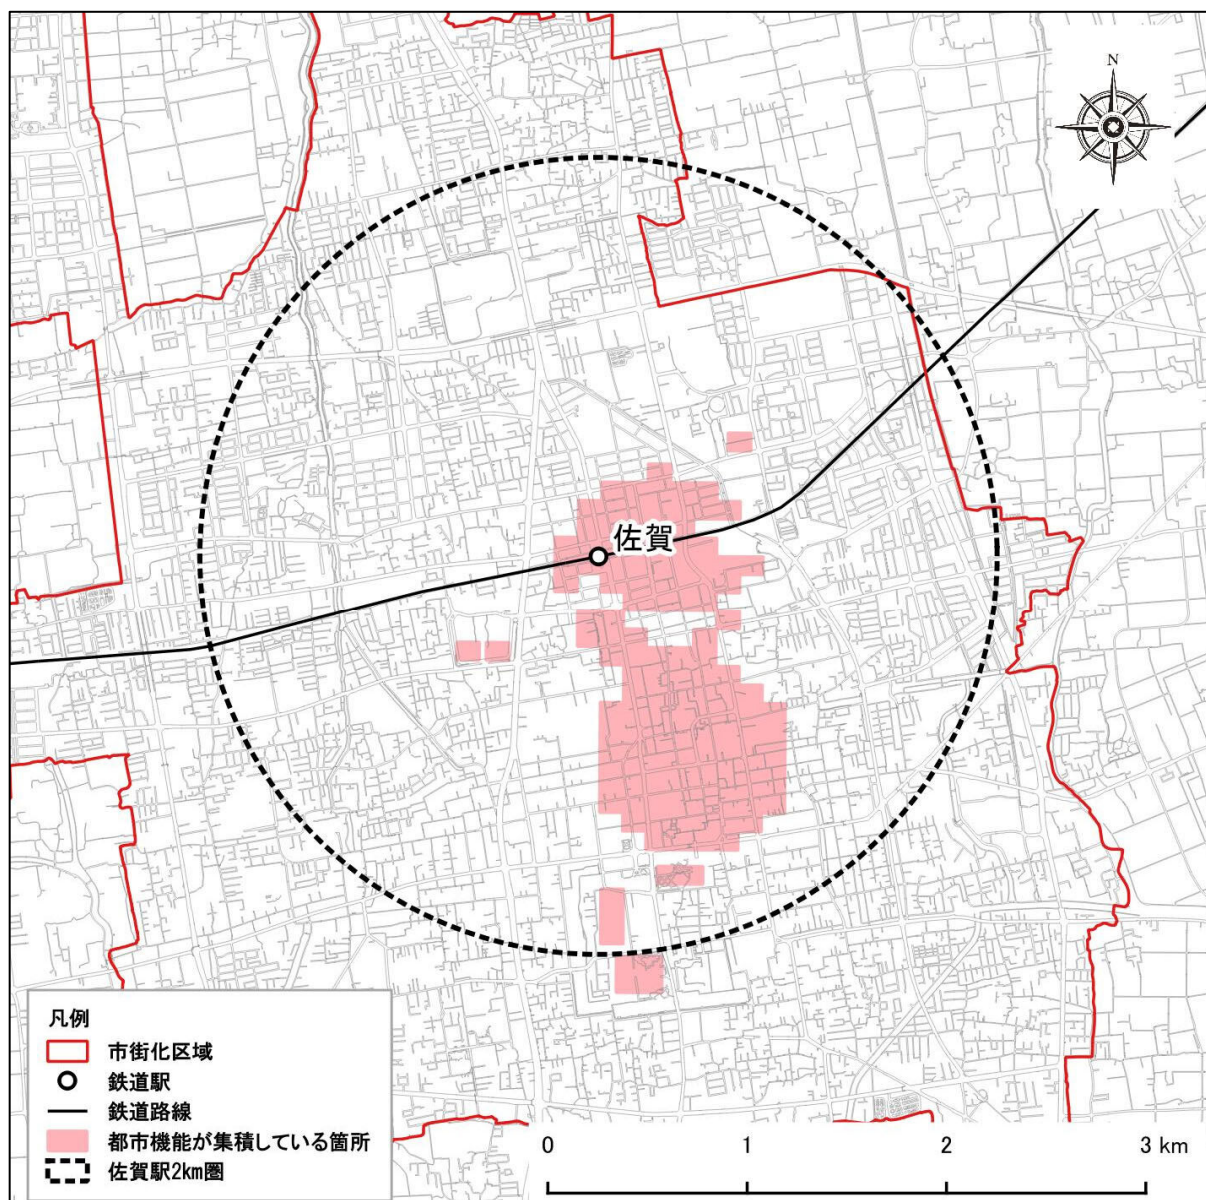 N
佐賀
凡例
市街化区域
鉄道駅
鉄道路線
都市機能が集積している箇所
佐賀駅2km圏
0 1 2 3 km